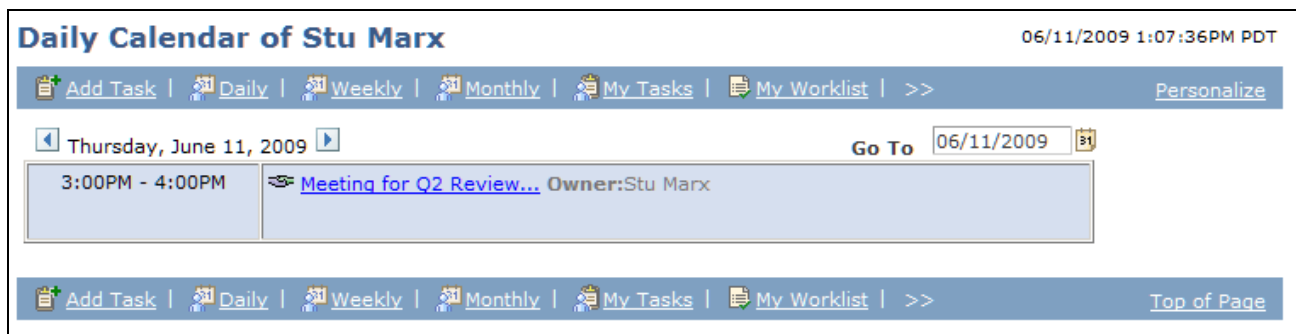 Daily Calendar of Stu Marx 06/11/2009 1:07:36PM PDT
Add Task | Daily | Weekly | Monthly | My Tasks | My Worklist | >> Personalize
Thursday, June 11, 2009 Go To 06/11/2009 31
3:00PM - 4:00PM Meeting for Q2 Review... Owner:Stu Marx
Add Task | Daily | Weekly | Monthly | My Tasks | My Worklist | >> Top of Page